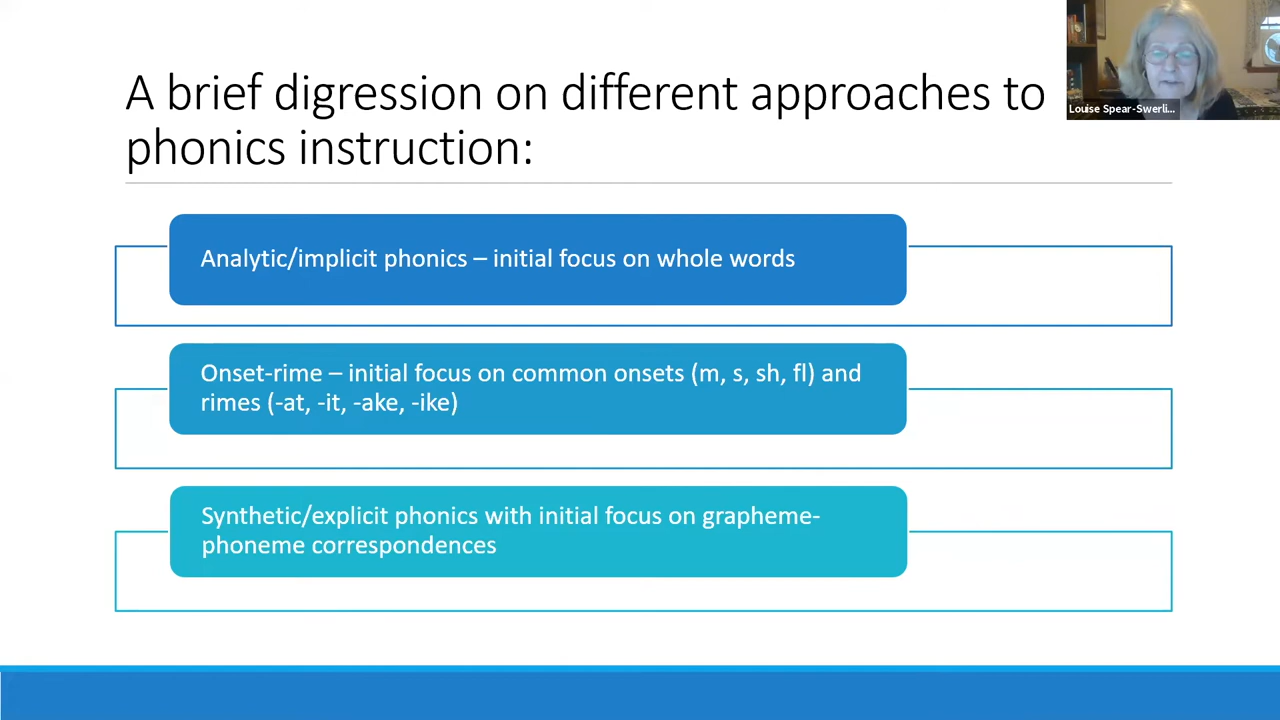 A brief digression on different approaches to
phonics instruction:
Louise Spear-Swerli...
Analytic/implicit phonics – initial focus on whole words
Onset-rime – initial focus on common onsets (m, s, sh, fl) and
rimes (-at, -it, -ake, -ike)
Synthetic/explicit phonics with initial focus on grapheme-
phoneme correspondences